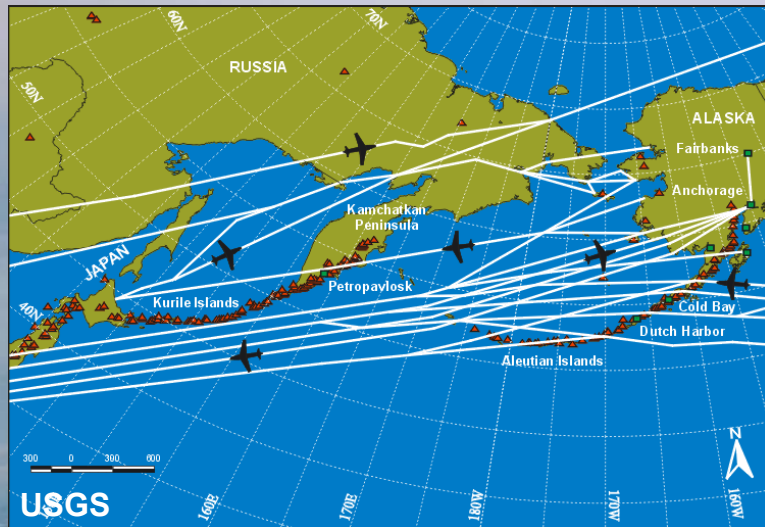 60N
70N
RUSSIA
50N
ALASKA
Fairbanks
Anchorage
Kamchatkan
Peninsula
JAPAN
Petropavlosk
Kurile Islands
40N
Cold Bay
Dutch Harbor
Aleutian Islands
N
300 0 300 600
USGS
160E
170E
180W
170W
160W